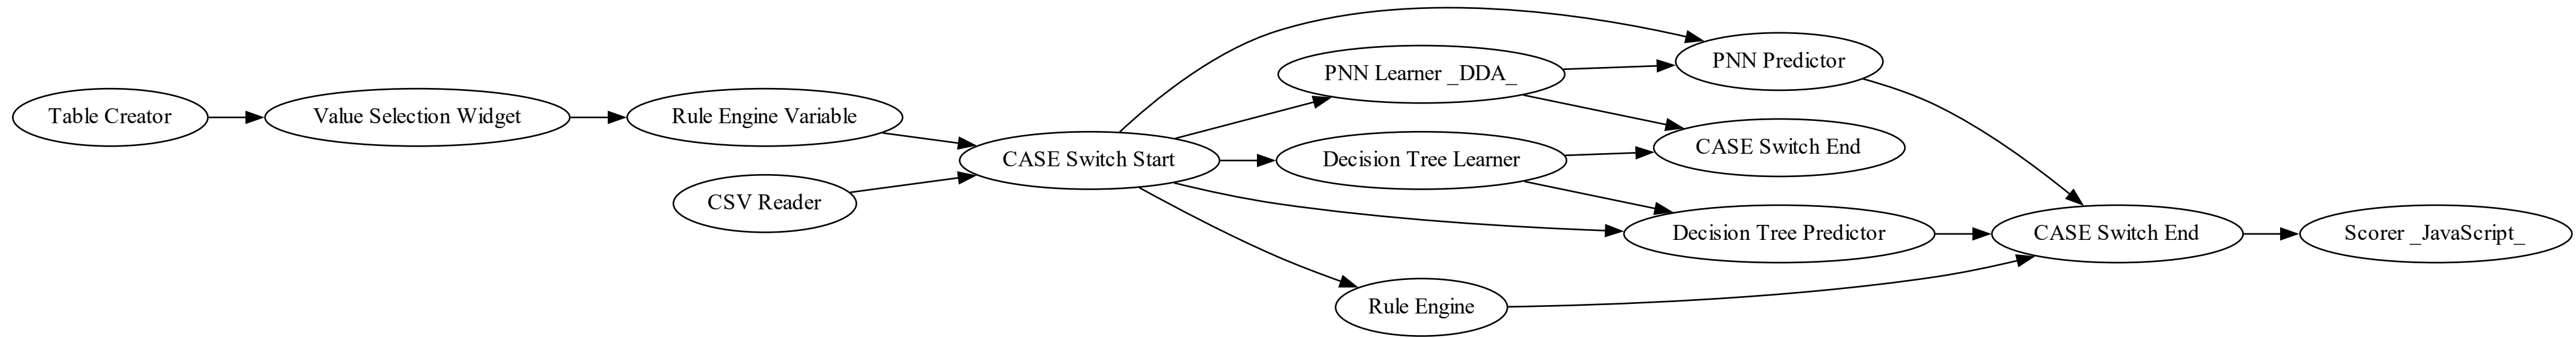 Table Creator
Value Selection Widget
Rule Engine Variable
CSV Reader
CASE Switch Start
PNN Learner _DDA_
Decision Tree Learner
Rule Engine
PNN Predictor
CASE Switch End
Decision Tree Predictor
CASE Switch End
Scorer _JavaScript_